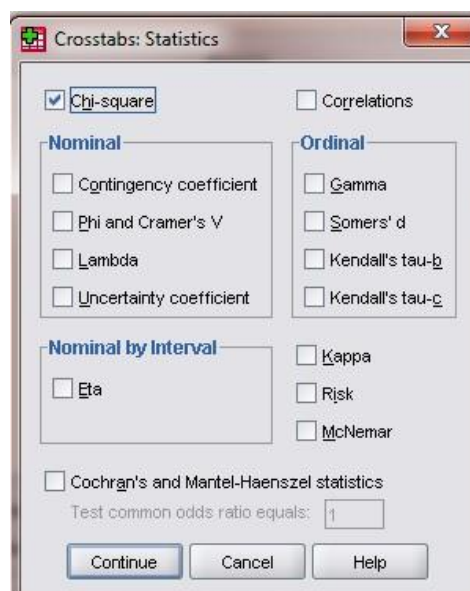 Crosstabs: Statistics
Chi-square
Correlations
Nominal
Contingency coefficient
Phi and Cramer's V
Lambda
Uncertainty coefficient
Ordinal
Gamma
Somers' d
Kendall's tau-b
Kendall's tau-c
Nominal by Interval
Eta
Kappa
Risk
McNemar
Cochran's and Mantel-Haenszel statistics
Test common odds ratio equals: 1
Continue Cancel Help